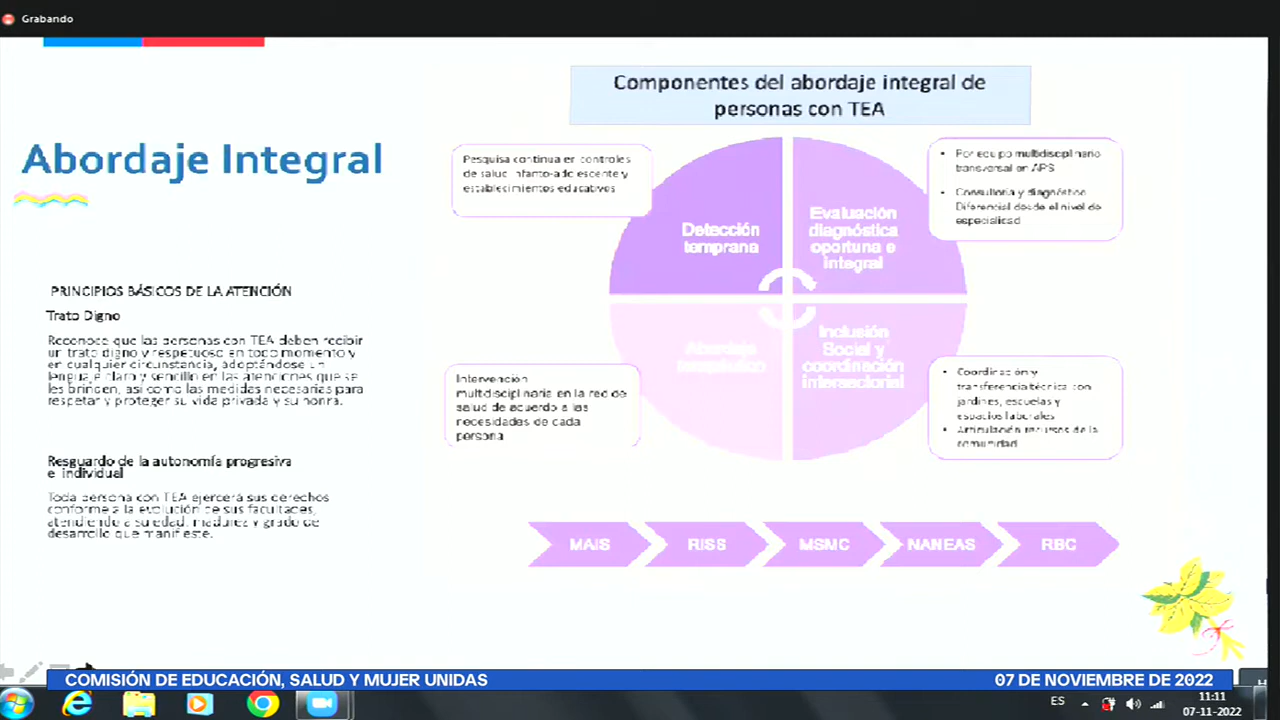 Grabando
Componentes del abordaje integral de
personas con TEA
Abordaje Integral
PRINCIPIOS BÁSICOS DE LA ATENCIÓN
Trato Digno
Reconoce que las personas con TEA deben recibir
un trato digno y respetuoso en todo momento y
en cualquier circunstancia, adoptándose un
lenguaje claro y sencillo en las atenciones que se
les brinden, así como las medidas necesarias para
respetar y proteger su vida privada y su honra.
Resguardo de la autonomía progresiva
e individual
Toda persona con TEA ejercerá sus derechos
conforme a la evolución de sus facultades,
atendiendo a su edad, madurez y grado de
desarrollo que manifieste.
Pesquisa continua en controles
de salud infanto-adolescente y
establecimientos educativos
Detección
temprana
Evaluación
diagnóstica
oportuna e
integral
• Por equipo multidisciplinario
transversal en APS
• Consultoría y diagnóstico
Diferencial desde el nivel de
especialidad
Abordaje
terapéutico
Inclusión
Social y
coordinación
intersectorial
Intervención
multidisciplinaria en la red de
salud de acuerdo a las
necesidades de cada
persona
• Coordinación y
transferencia técnica con
jardines, escuelas y
espacios laborales
• Articulación recursos de la
comunidad
MAIS
RISS
MSMC
NANEAS
RBC
COMISIÓN DE EDUCACIÓN, SALUD Y MUJER UNIDAS
07 DE NOVIEMBRE DE 2022
ES
11:11
07-11-2022